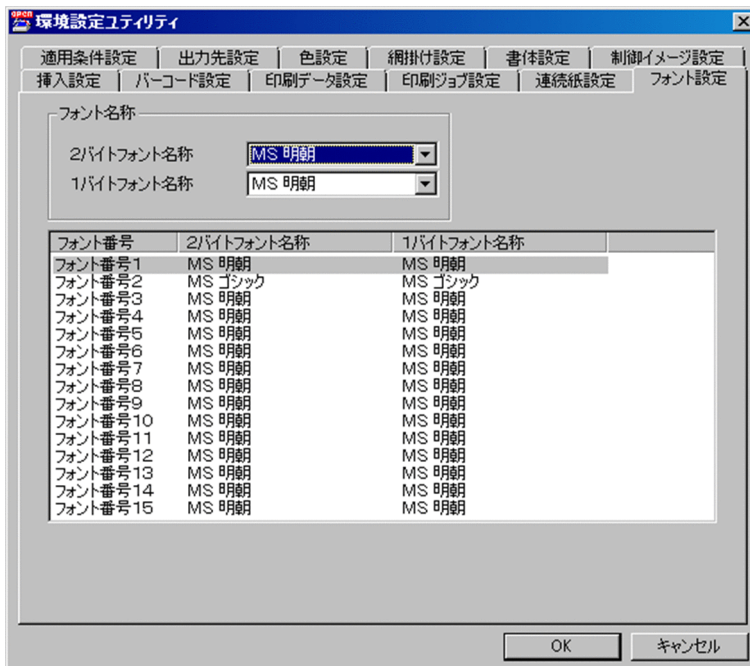 OPEN
環境設定ユティリティ
適用条件設定 出力先設定 色設定 網掛け設定 書体設定 制御イメージ設定
挿入設定 バーコード設定 印刷データ設定 印刷ジョブ設定 連続紙設定 フォント設定
フォント名称
2バイトフォント名称 MS 明朝
1バイトフォント名称 MS 明朝
フォント番号 2バイトフォント名称 1バイトフォント名称
フォント番号1 MS 明朝 MS 明朝
フォント番号2 MS ゴシック MS ゴシック
フォント番号3 MS 明朝 MS 明朝
フォント番号4 MS 明朝 MS 明朝
フォント番号5 MS 明朝 MS 明朝
フォント番号6 MS 明朝 MS 明朝
フォント番号7 MS 明朝 MS 明朝
フォント番号8 MS 明朝 MS 明朝
フォント番号9 MS 明朝 MS 明朝
フォント番号10 MS 明朝 MS 明朝
フォント番号11 MS 明朝 MS 明朝
フォント番号12 MS 明朝 MS 明朝
フォント番号13 MS 明朝 MS 明朝
フォント番号14 MS 明朝 MS 明朝
フォント番号15 MS 明朝 MS 明朝
OK キャンセル